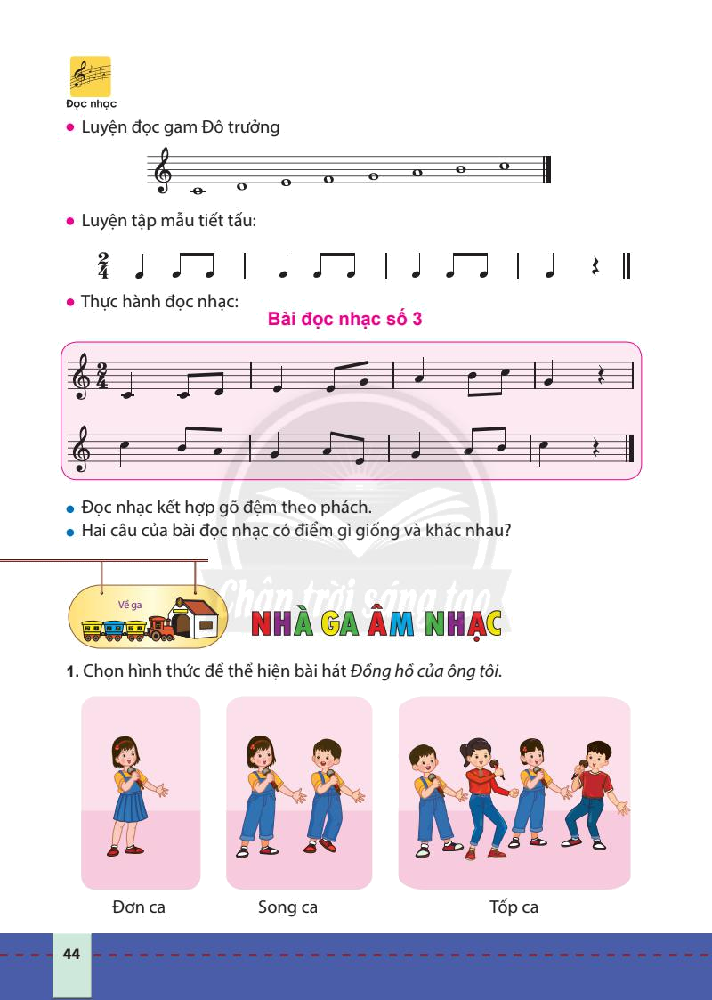 Đọc nhạc
Luyện đọc gam Đô trưởng
Luyện tập mẫu tiết tấu:
2
4
Thực hành đọc nhạc:
Bài đọc nhạc số 3
2
4
Đọc nhạc kết hợp gõ đệm theo phách.
Hai câu của bài đọc nhạc có điểm gì giống và khác nhau?
Chân trời sáng tạo
Về ga
NHÀ GA ÂM NHẠC
1. Chọn hình thức để thể hiện bài hát Đồng hồ của ông tôi.
Đơn ca
Song ca
Tốp ca
44